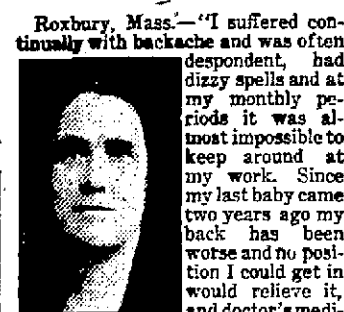 Roxbury, Mass.—"I suffered con-
tinually with backache and was often
despondent, had
dizzy spells and at
my monthly pe-
riods it was al-
most impossible to
keep around at
my work. Since
my last baby came
two years ago my
back has been
worse and no posi-
tion I could get in
would relieve it,
and doctor's medi-